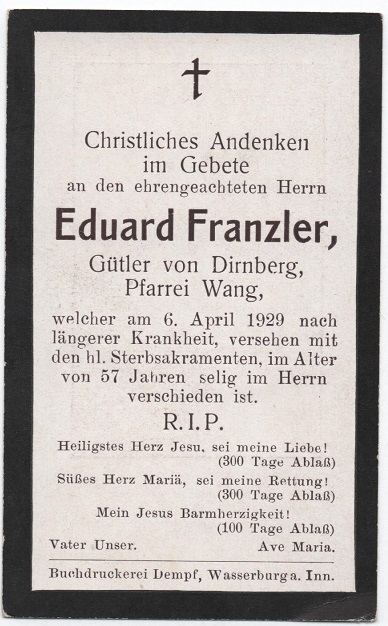 Christliches Andenken
im Gebete
an den ehrengeachteten Herrn
Eduard Franzler,
Gütler von Dirnberg,
Pfarrei Wang,
welcher am 6. April 1929 nach
längerer Krankheit, versehen mit
den hl. Sterbsakramenten, im Alter
von 57 Jahren selig im Herrn
verschieden ist.
R. I. P.
Heiligstes Herz Jesu, sei meine Liebe!
(300 Tage Ablaß)
Süßes Herz Mariä, sei meine Rettung!
(300 Tage Ablaß)
Mein Jesus Barmherzigkeit!
(100 Tage Ablaß)
Vater Unser. Ave Maria.
Buchdruckerei Dempf, Wasserburg a. Inn.